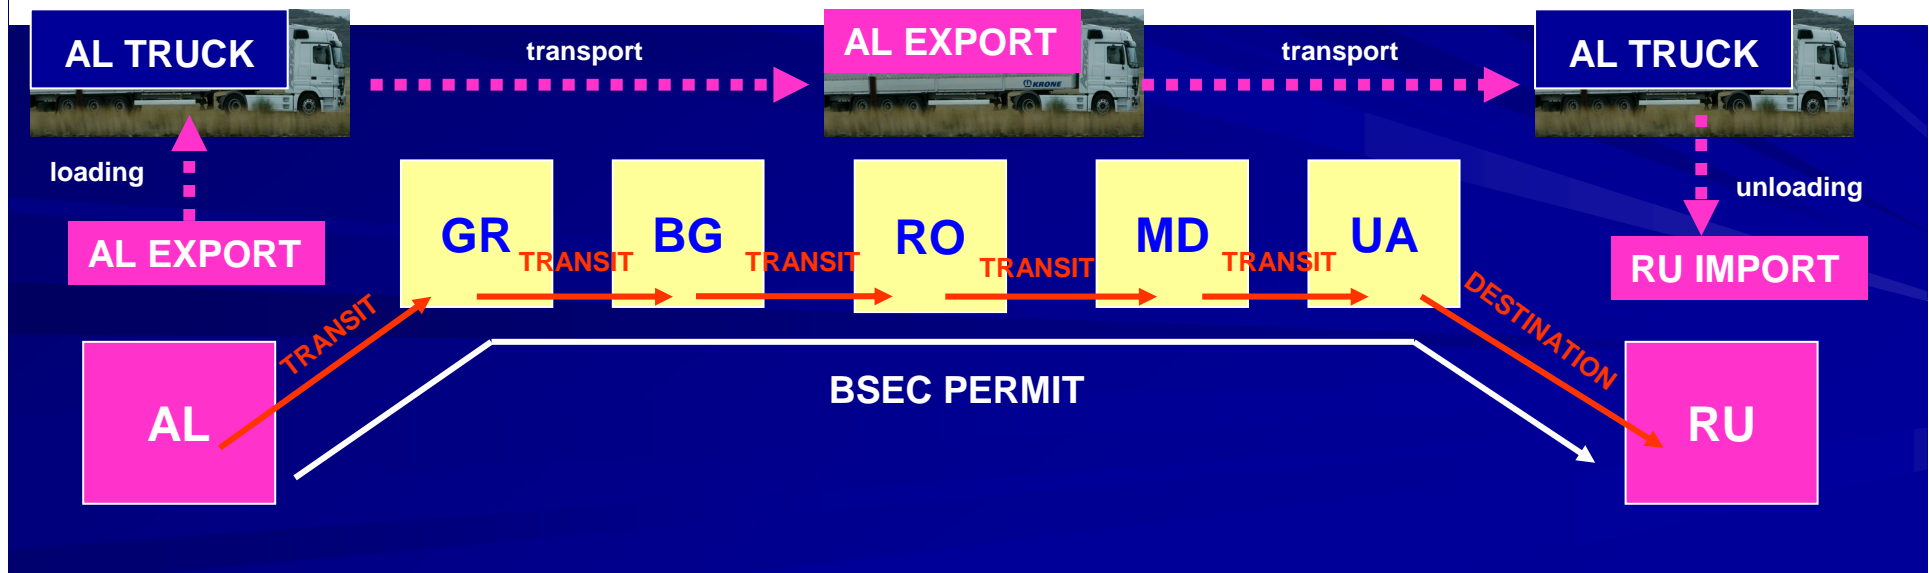 AL TRUCK
transport
AL EXPORT
transport
AL TRUCK
KRONE
loading
unloading
AL EXPORT
GR
BG
RO
MD
UA
RU IMPORT
TRANSIT
TRANSIT
TRANSIT
TRANSIT
TRANSIT
DESTINATION
BSEC PERMIT
AL
RU